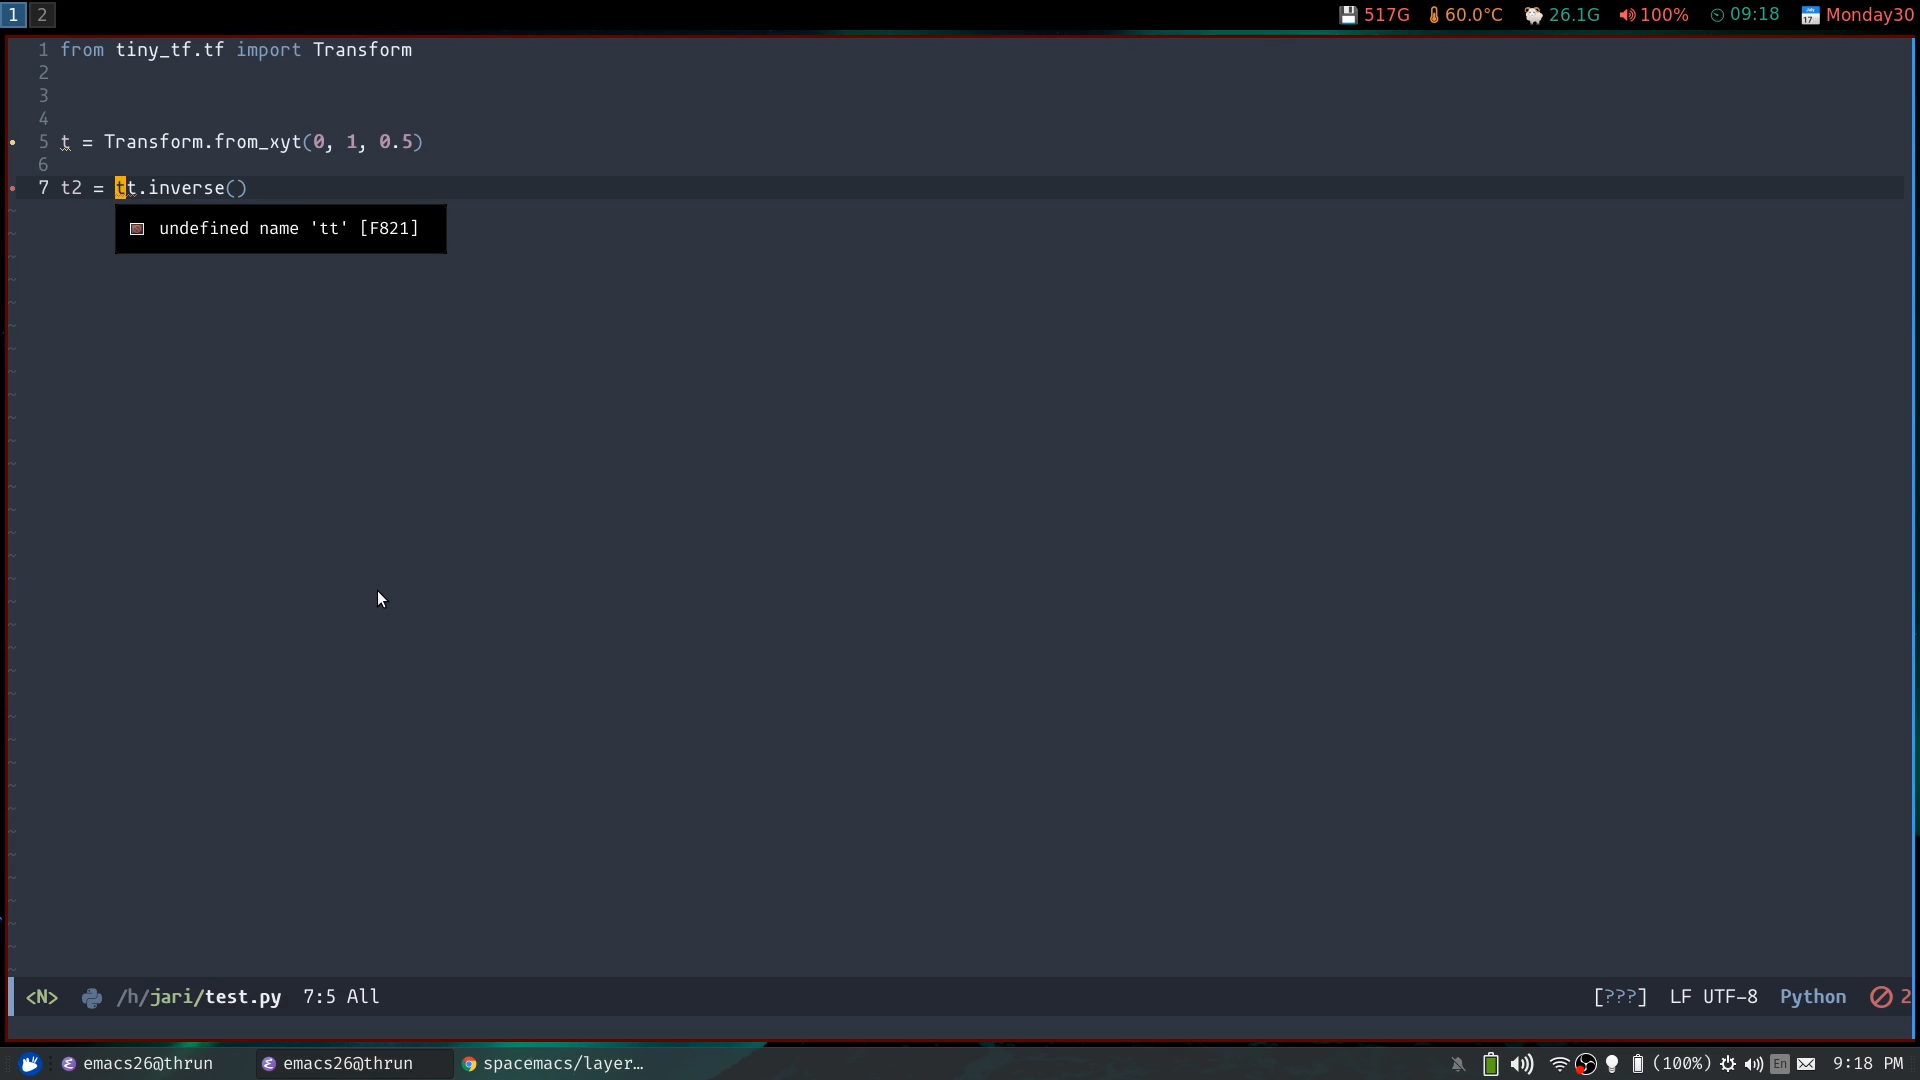 1 2 517G 60.0°C 26.1G 100% 09:18 Monday30
1 from tiny_tf.tf import Transform
2
3
4
5 t = Transform.from_xyt(0, 1, 0.5)
6
7 t2 = tt.inverse()
undefined name 'tt' [F821]
<N> /h/jari/test.py 7:5 All [???] LF UTF-8 Python 2
emacs26@thrun emacs26@thrun spacemacs/layer... (100%) En 9:18 PM